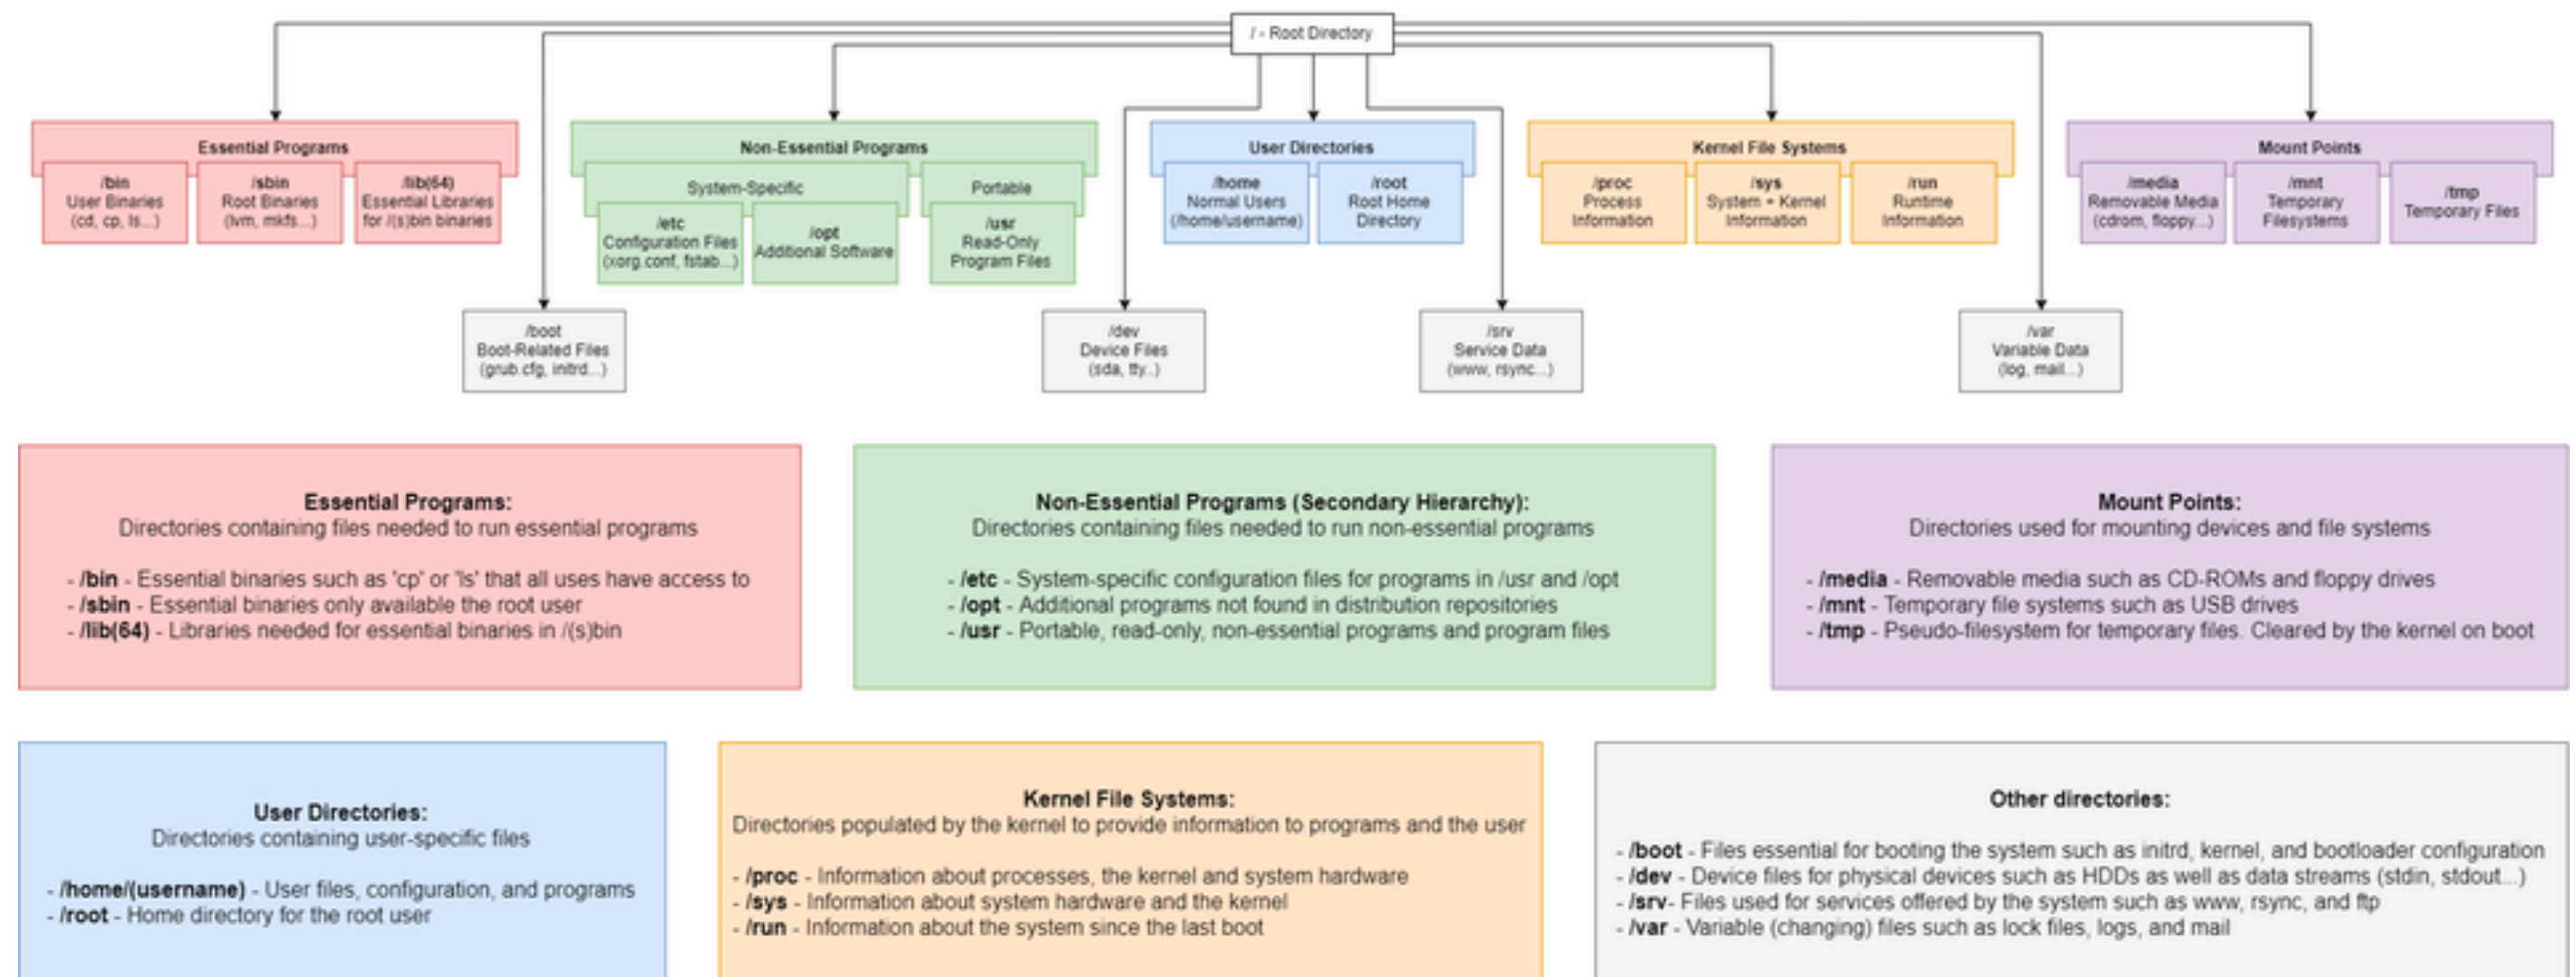 / - Root Directory
Essential Programs
/bin
User Binaries
(cd, cp, ls...)
/sbin
Root Binaries
(lvm, mkfs...)
/lib(64)
Essential Libraries
for /(s)bin binaries
Non-Essential Programs
System-Specific
/etc
Configuration Files
(xorg.conf, fstab...)
/opt
Additional Software
Portable
/usr
Read-Only
Program Files
User Directories
/home
Normal Users
(/home/username)
/root
Root Home
Directory
Kernel File Systems
/proc
Process
Information
/sys
System + Kernel
Information
/run
Runtime
Information
Mount Points
/media
Removable Media
(cdrom, floppy...)
/mnt
Temporary
Filesystems
/tmp
Temporary Files
/boot
Boot-Related Files
(grub.cfg, initrd...)
/dev
Device Files
(sda, tty..)
/srv
Service Data
(www, rsync...)
/var
Variable Data
(log, mail...)
Essential Programs:
Directories containing files needed to run essential programs
- /bin - Essential binaries such as 'cp' or 'ls' that all uses have access to
- /sbin - Essential binaries only available the root user
- /lib(64) - Libraries needed for essential binaries in /(s)bin
Non-Essential Programs (Secondary Hierarchy):
Directories containing files needed to run non-essential programs
- /etc - System-specific configuration files for programs in /usr and /opt
- /opt - Additional programs not found in distribution repositories
- /usr - Portable, read-only, non-essential programs and program files
Mount Points:
Directories used for mounting devices and file systems
- /media - Removable media such as CD-ROMs and floppy drives
- /mnt - Temporary file systems such as USB drives
- /tmp - Pseudo-filesystem for temporary files. Cleared by the kernel on boot
User Directories:
Directories containing user-specific files
- /home/(username) - User files, configuration, and programs
- /root - Home directory for the root user
Kernel File Systems:
Directories populated by the kernel to provide information to programs and the user
- /proc - Information about processes, the kernel and system hardware
- /sys - Information about system hardware and the kernel
- /run - Information about the system since the last boot
Other directories:
- /boot - Files essential for booting the system such as initrd, kernel, and bootloader configuration
- /dev - Device files for physical devices such as HDDs as well as data streams (stdin, stdout...)
- /srv- Files used for services offered by the system such as www, rsync, and ftp
- /var - Variable (changing) files such as lock files, logs, and mail